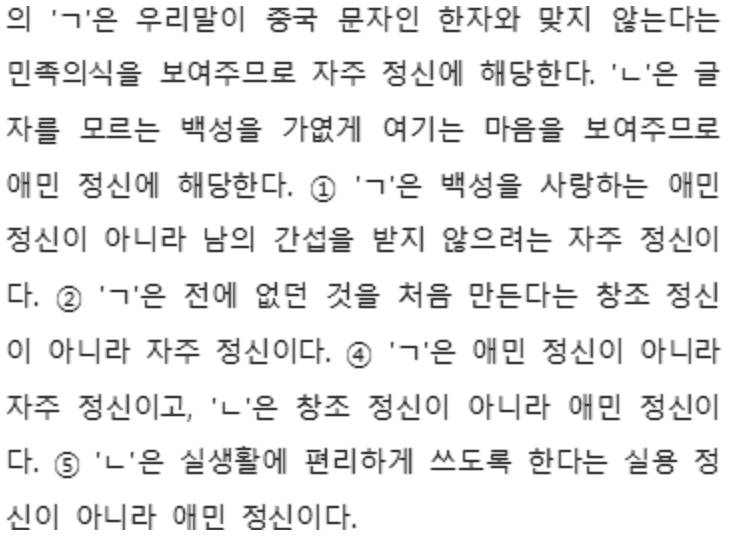 의 'ㄱ'은 우리말이 중국 문자인 한자와 맞지 않는다는
민족의식을 보여주므로 자주 정신에 해당한다. 'ㄴ'은 글
자를 모르는 백성을 가엾게 여기는 마음을 보여주므로
애민 정신에 해당한다. ① 'ㄱ'은 백성을 사랑하는 애민
정신이 아니라 남의 간섭을 받지 않으려는 자주 정신이
다. ② 'ㄱ'은 전에 없던 것을 처음 만든다는 창조 정신
이 아니라 자주 정신이다. ④ 'ㄱ'은 애민 정신이 아니라
자주 정신이고, 'ㄴ'은 창조 정신이 아니라 애민 정신이
다. ⑤ 'ㄴ'은 실생활에 편리하게 쓰도록 한다는 실용 정
신이 아니라 애민 정신이다.